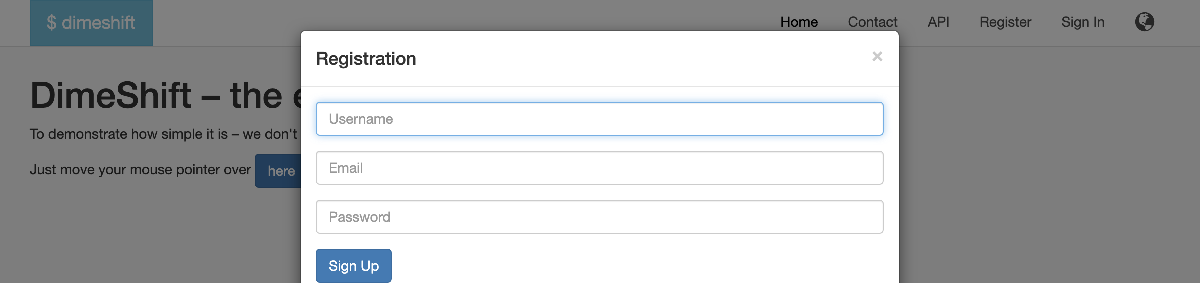 $ dimeshift
Home Contact API Register Sign In
Registration ×
DimeShift – the
To demonstrate how simple it is – we don't
Just move your mouse pointer over here
Username
Email
Password
Sign Up